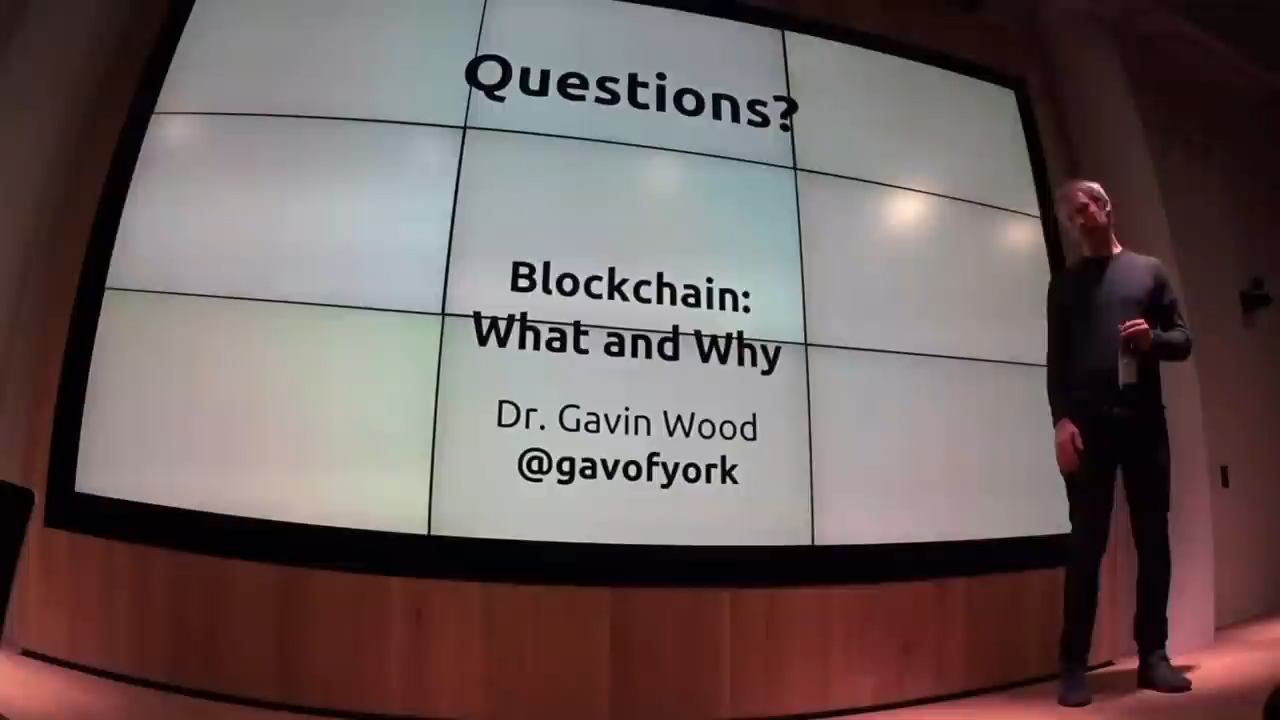 Questions?
Blockchain:
What and Why
Dr. Gavin Wood
@gavofyork